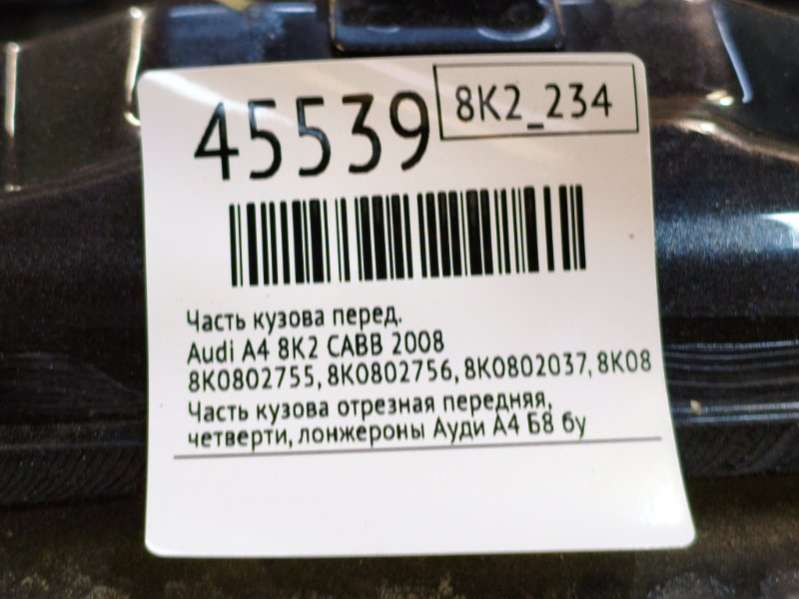 45539
8K2_234
Часть кузова перед.
Audi A4 8K2 CABB 2008
8K0802755, 8K0802756, 8K0802037, 8K08
Часть кузова отрезная передняя,
четверти, лонжероны Ауди А4 Б8 бу